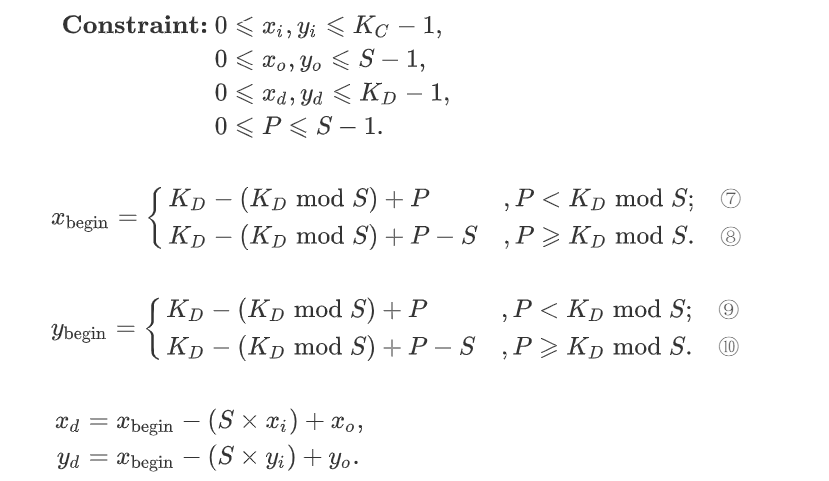 Constraint: 0 ⩽ x_i, y_i ⩽ K_C − 1,
0 ⩽ x_o, y_o ⩽ S − 1,
0 ⩽ x_d, y_d ⩽ K_D − 1,
0 ⩽ P ⩽ S − 1.
x_begin = { K_D − (K_D mod S) + P , P < K_D mod S; ⑦
K_D − (K_D mod S) + P − S , P ⩾ K_D mod S. ⑧
y_begin = { K_D − (K_D mod S) + P , P < K_D mod S; ⑨
K_D − (K_D mod S) + P − S , P ⩾ K_D mod S. ⑩
x_d = x_begin − (S × x_i) + x_o,
y_d = x_begin − (S × y_i) + y_o.